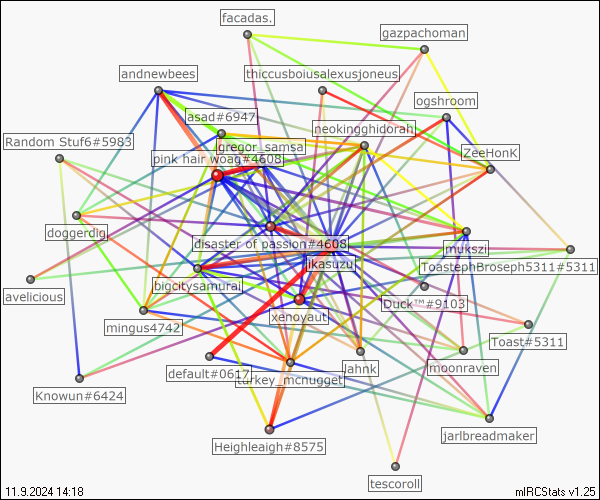 facadas.
gazpachoman
andnewbees
thiccusboiusalexusjoneus
ogshroom
asad#6947
neokingghidorah
Random Stuf6#5983
gregor_samsa
ZeeHonK
pink hair woag#4608
doggerdig
disaster of passion#4608
mukszi
jikasuzu
ToastephBroseph5311#5311
bigcitysamurai
avelicious
Duck™#9103
xenoyaut
mingus4742
Toast#5311
lahnk
moonraven
default#0617
turkey_mcnugget
Knowun#6424
Heighleaigh#8575
jarlbreadmaker
tescoroll
11.9.2024 14:18
mIRCStats v1.25